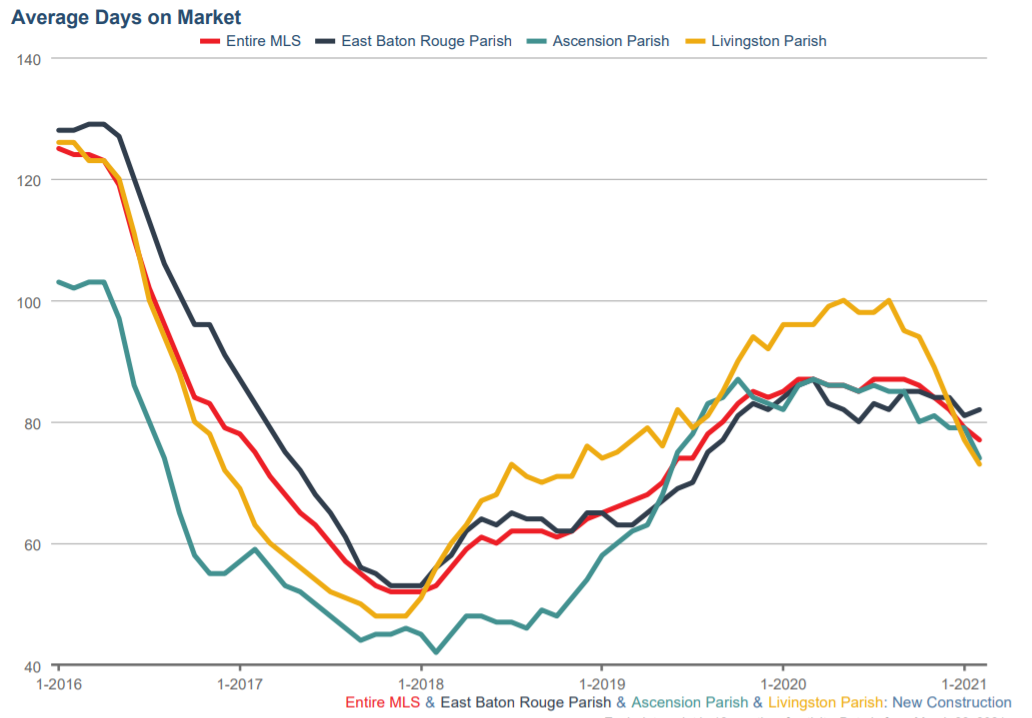 Average Days on Market
Entire MLS East Baton Rouge Parish Ascension Parish Livingston Parish
140
120
100
80
60
40
1-2016 1-2017 1-2018 1-2019 1-2020 1-2021
Entire MLS & East Baton Rouge Parish & Ascension Parish & Livingston Parish: New Construction